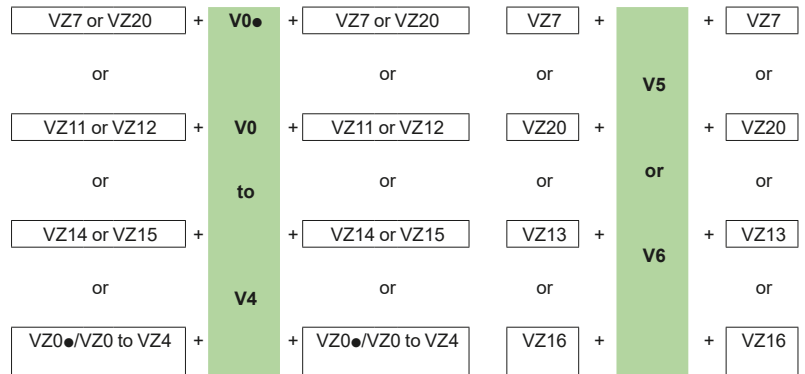 VZ7 or VZ20 + V0● + VZ7 or VZ20 VZ7 + + VZ7
or or or V5 or
VZ11 or VZ12 + V0 + VZ11 or VZ12 VZ20 + + VZ20
or to or or or or
VZ14 or VZ15 + + VZ14 or VZ15 VZ13 + V6 + VZ13
or V4 or or or
VZ0●/VZ0 to VZ4 + + VZ0●/VZ0 to VZ4 VZ16 + + VZ16